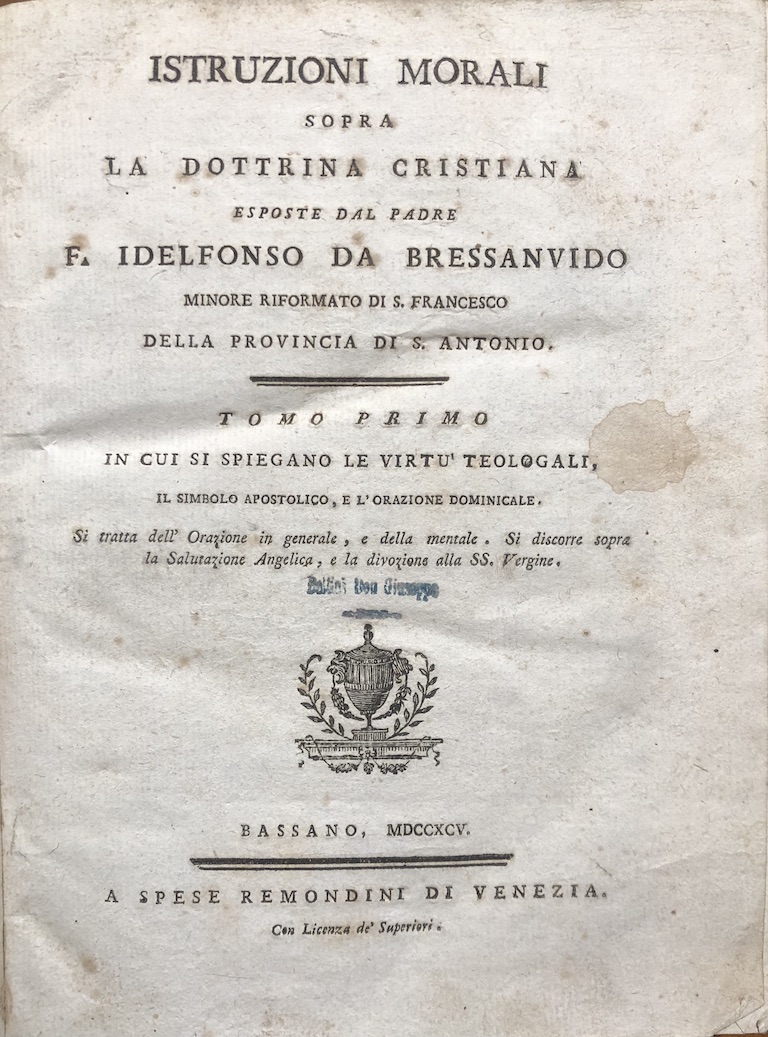 ISTRUZIONI MORALI
SOPRA
LA DOTTRINA CRISTIANA
ESPOSTE DAL PADRE
F. IDELFONSO DA BRESSANVIDO
MINORE RIFORMATO DI S. FRANCESCO
DELLA PROVINCIA DI S. ANTONIO.
TOMO PRIMO
IN CUI SI SPIEGANO LE VIRTU' TEOLOGALI,
IL SIMBOLO APOSTOLICO, E L'ORAZIONE DOMINICALE.
Si tratta dell' Orazione in generale, e della mentale. Si discorre sopra
la Salutazione Angelica, e la divozione alla SS. Vergine.
Don Giuseppe
BASSANO, MDCCXCV.
A SPESE REMONDINI DI VENEZIA.
Con Licenza de' Superiori.